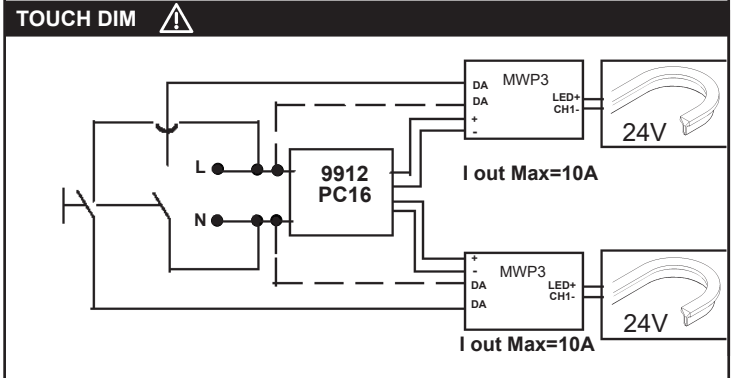 TOUCH DIM
DA MWP3
DA
LED+
CH1-
+
-
24V
I out Max=10A
L
9912
PC16
N
+
-
MWP3
DA
LED+
CH1-
DA
24V
I out Max=10A